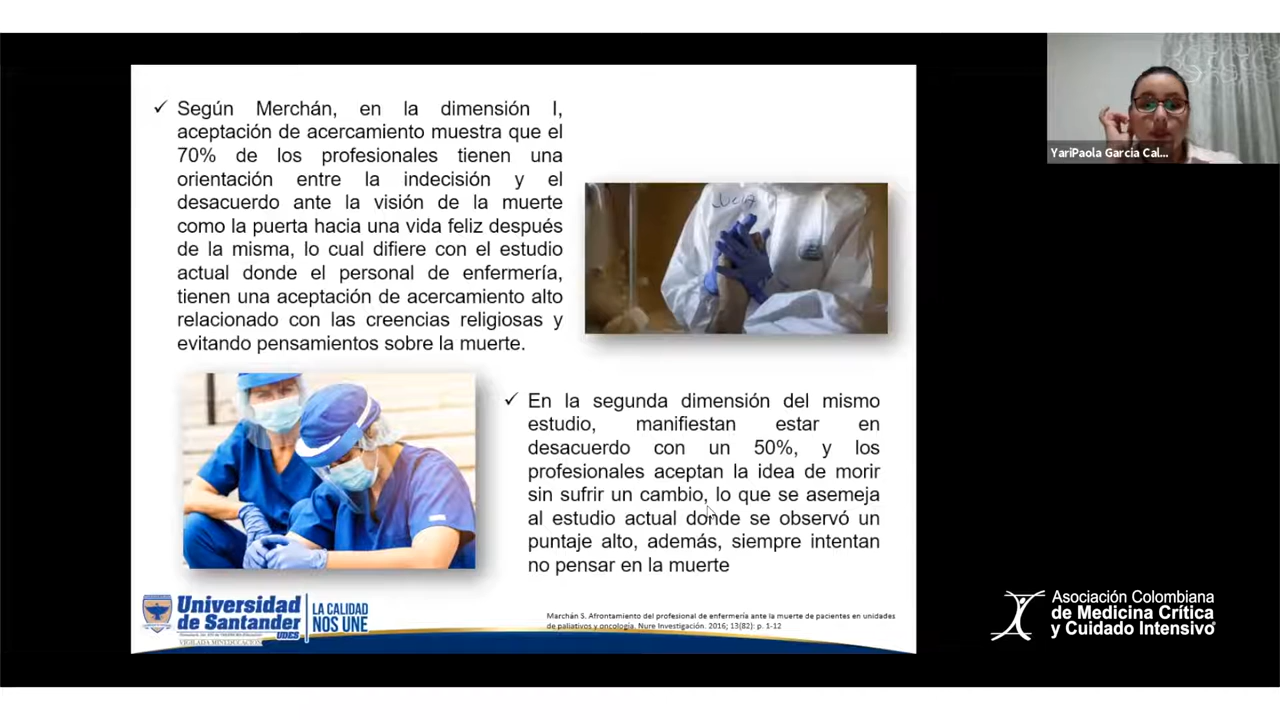 ✓ Según Merchán, en la dimensión I,
aceptación de acercamiento muestra que el
70% de los profesionales tienen una
orientación entre la indecisión y el
desacuerdo ante la visión de la muerte
como la puerta hacia una vida feliz después
de la misma, lo cual difiere con el estudio
actual donde el personal de enfermería,
tienen una aceptación de acercamiento alto
relacionado con las creencias religiosas y
evitando pensamientos sobre la muerte.
YariPaola Garcia Cal...
✓ En la segunda dimensión del mismo
estudio, manifiestan estar en
desacuerdo con un 50%, y los
profesionales aceptan la idea de morir
sin sufrir un cambio, lo que se asemeja
al estudio actual donde se observó un
puntaje alto, además, siempre intentan
no pensar en la muerte
Universidad
de Santander
UDES
VIGILADA MINEDUCACIÓN
LA CALIDAD
NOS UNE
Marchán S. Afrontamiento del profesional de enfermería ante la muerte de pacientes en unidades
de paliativos y oncología. Nure Investigación. 2016; 13(82): p. 1-12
Asociación Colombiana
de Medicina Crítica
y Cuidado Intensivo